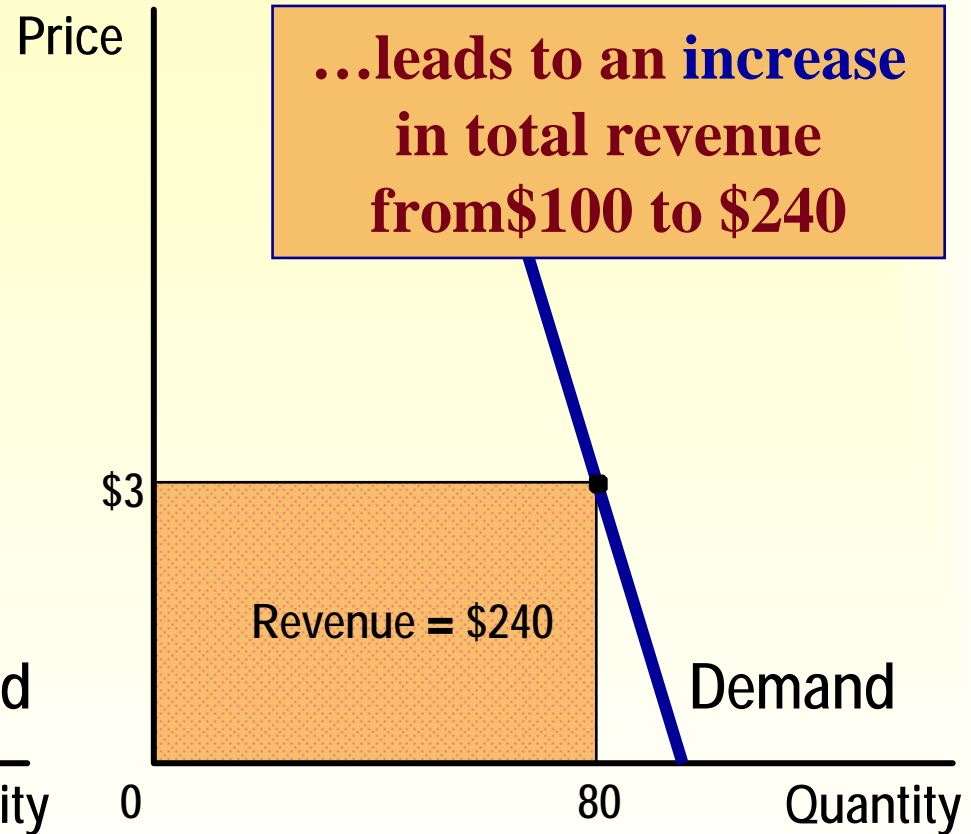 Price
…leads to an increase
in total revenue
from$100 to $240
$3
Revenue = $240
d
Demand
ity
0
80
Quantity